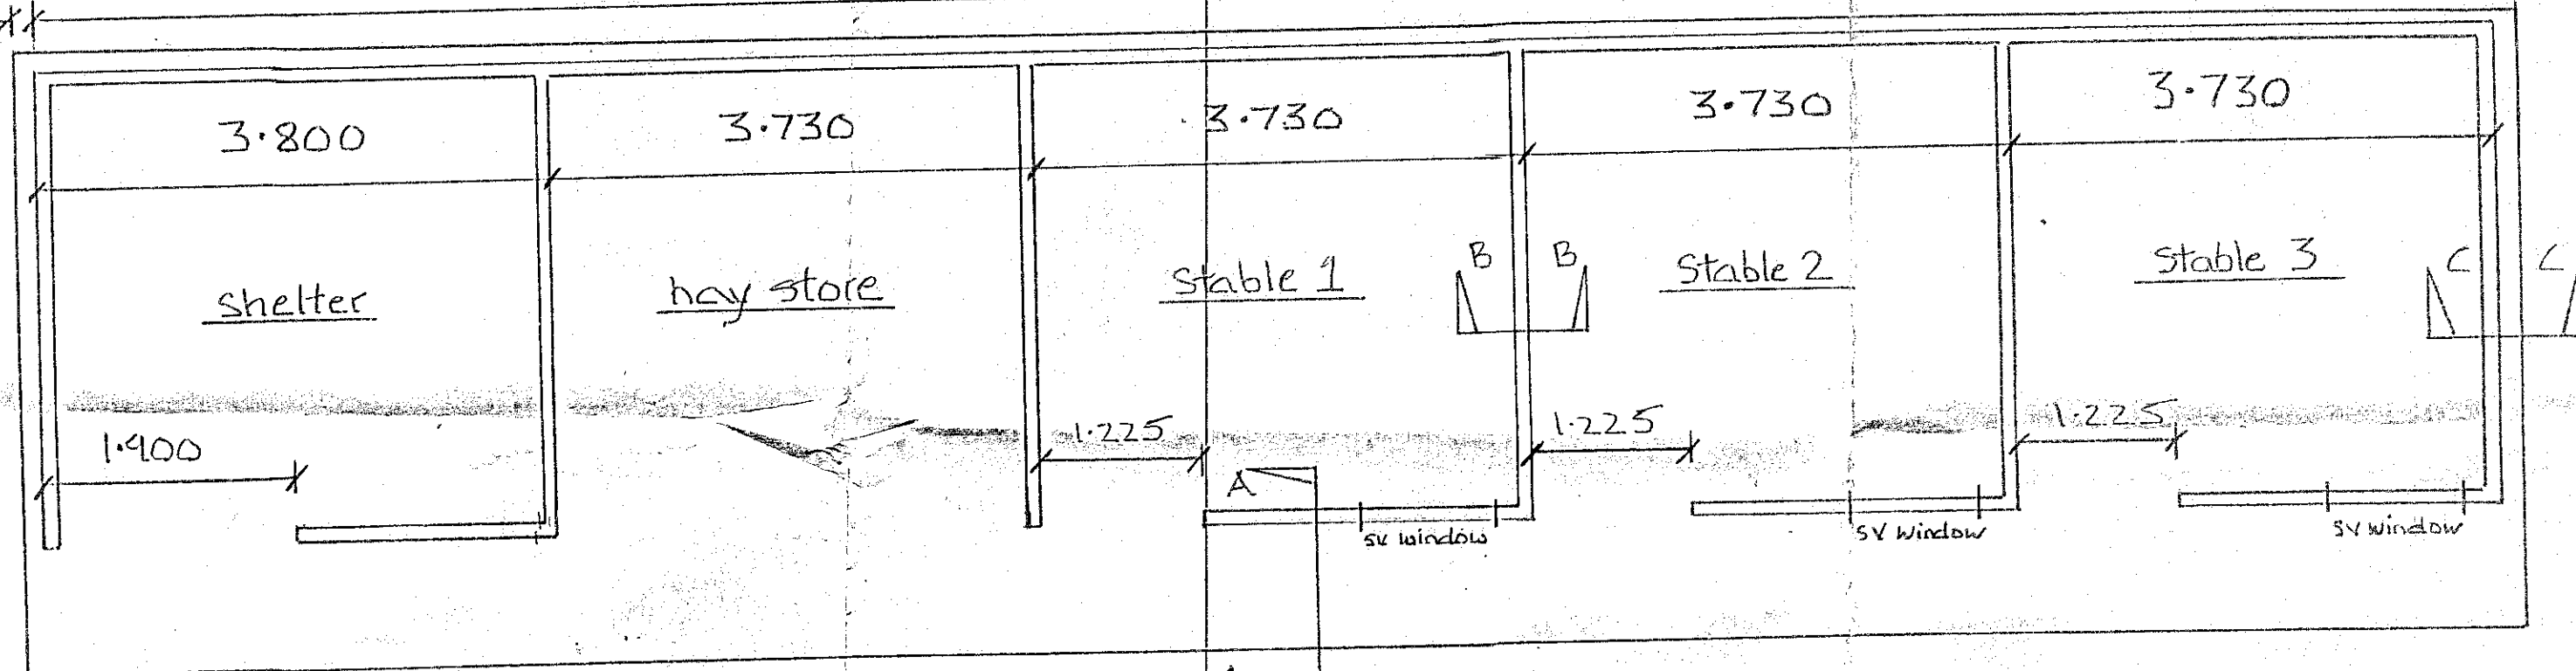 3.800
3.730
3.730
3.730
3.730
shelter
hay store
Stable 1
B
B
Stable 2
Stable 3
C
C
1.400
1.225
1.225
1.225
A
sv window
sv window
sv window